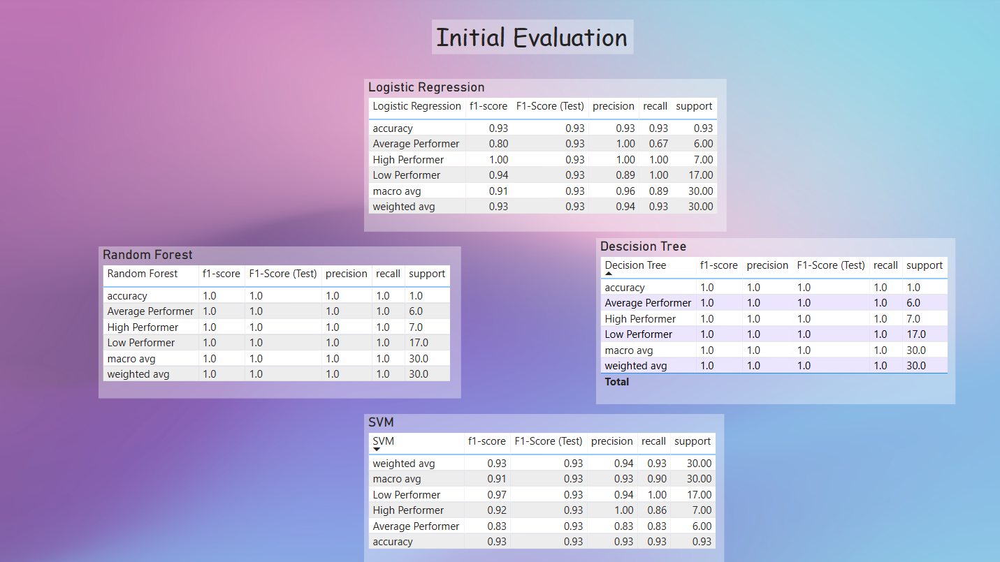 Initial Evaluation
Logistic Regression
Logistic Regression f1-score F1-Score (Test) precision recall support
accuracy 0.93 0.93 0.93 0.93 0.93
Average Performer 0.80 0.93 1.00 0.67 6.00
High Performer 1.00 0.93 1.00 1.00 7.00
Low Performer 0.94 0.93 0.89 1.00 17.00
macro avg 0.91 0.93 0.96 0.89 30.00
weighted avg 0.93 0.93 0.94 0.93 30.00
Random Forest
Random Forest f1-score F1-Score (Test) precision recall support
accuracy 1.0 1.0 1.0 1.0 1.0
Average Performer 1.0 1.0 1.0 1.0 6.0
High Performer 1.0 1.0 1.0 1.0 7.0
Low Performer 1.0 1.0 1.0 1.0 17.0
macro avg 1.0 1.0 1.0 1.0 30.0
weighted avg 1.0 1.0 1.0 1.0 30.0
Descision Tree
Decision Tree f1-score precision F1-Score (Test) recall support
accuracy 1.0 1.0 1.0 1.0 1.0
Average Performer 1.0 1.0 1.0 1.0 6.0
High Performer 1.0 1.0 1.0 1.0 7.0
Low Performer 1.0 1.0 1.0 1.0 17.0
macro avg 1.0 1.0 1.0 1.0 30.0
weighted avg 1.0 1.0 1.0 1.0 30.0
Total
SVM
SVM f1-score F1-Score (Test) precision recall support
weighted avg 0.93 0.93 0.94 0.93 30.00
macro avg 0.91 0.93 0.93 0.90 30.00
Low Performer 0.97 0.93 0.94 1.00 17.00
High Performer 0.92 0.93 1.00 0.86 7.00
Average Performer 0.83 0.93 0.83 0.83 6.00
accuracy 0.93 0.93 0.93 0.93 0.93